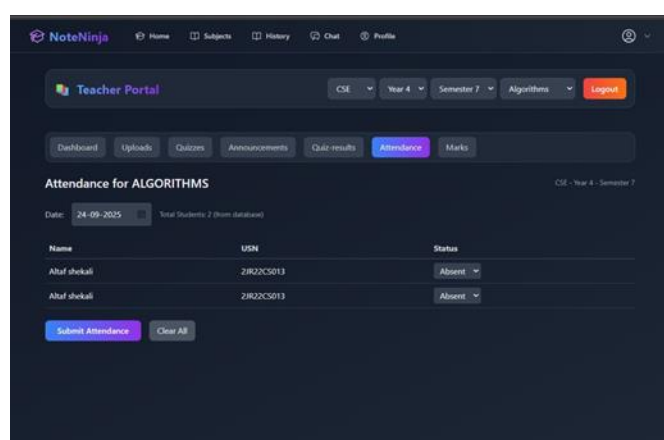 NoteNinja Home Subjects History Chat Profile
Teacher Portal CSE Year 4 Semester 7 Algorithms Logout
Dashboard Uploads Quizzes Announcements Quiz-results Attendance Marks
Attendance for ALGORITHMS CSE - Year 4 - Semester 7
Date: 24-09-2025 Total Students: 2 (from database)
Name USN Status
Altaf shekali 2JR22CS013 Absent
Altaf shekali 2JR22CS013 Absent
Submit Attendance Clear All